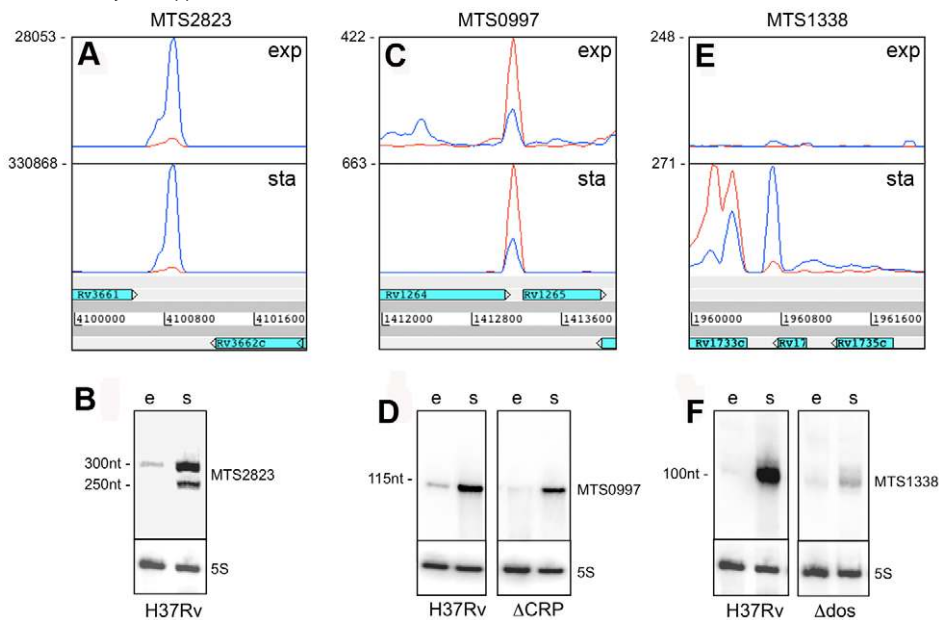 MTS2823 MTS0997 MTS1338
28053 - A exp 422 - C exp 248 - E exp
330868 - sta 663 - sta 271 - sta
Rv3661 Rv1264 Rv1265
4100000 4100800 4101600 1412000 1412800 1413600 1960000 1960800 1961600
Rv3662c Rv1733c Rv17 Rv1735c
B e s D e s e s F e s e s
300nt - MTS2823 115nt - MTS0997 100nt - MTS1338
250nt -
5S 5S 5S
H37Rv H37Rv ΔCRP H37Rv Δdos